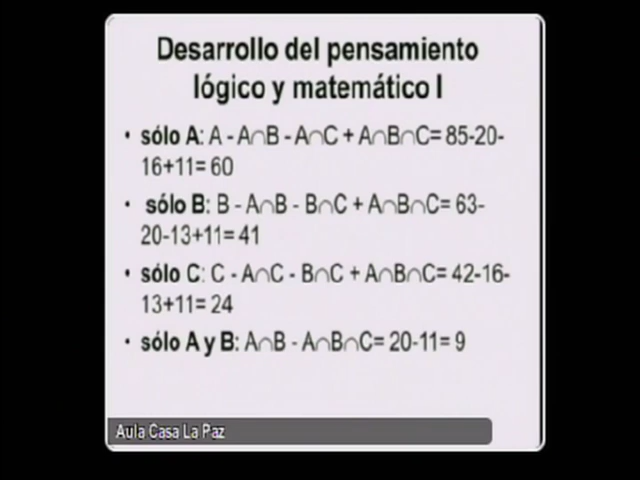 Desarrollo del pensamiento
lógico y matemático I
• sólo A: A - A∩B - A∩C + A∩B∩C= 85-20-
16+11= 60
• sólo B: B - A∩B - B∩C + A∩B∩C= 63-
20-13+11= 41
• sólo C: C - A∩C - B∩C + A∩B∩C= 42-16-
13+11= 24
• sólo A y B: A∩B - A∩B∩C= 20-11= 9
Aula Casa La Paz